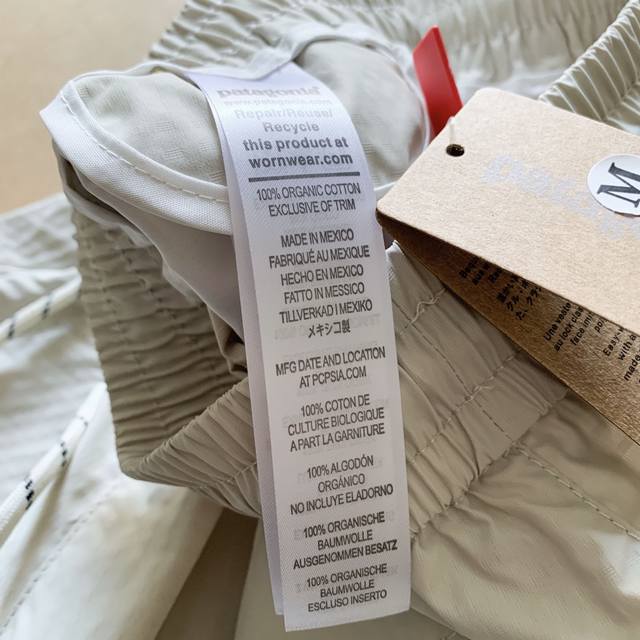 patagonia
www.patagonia.com
Repair/Reuse/
Recycle
this product at
wornwear.com
100% ORGANIC COTTON
EXCLUSIVE OF TRIM
MADE IN MEXICO
FABRIQUÉ AU MEXIQUE
HECHO EN MEXICO
FATTO IN MESSICO
TILLVERKAD I MEXIKO
メキシコ製
MFG DATE AND LOCATION
AT PCPSIA.COM
100% COTON DE
CULTURE BIOLOGIQUE
A PART LA GARNITURE
100% ALGODÓN
ORGÁNICO
NO INCLUYE ELADORNO
100% ORGANISCHE
BAUMWOLLE
AUSGENOMMEN BESATZ
100% ORGANISCHE
BAUMWOLLE
ESCLUSO INSERTO
M